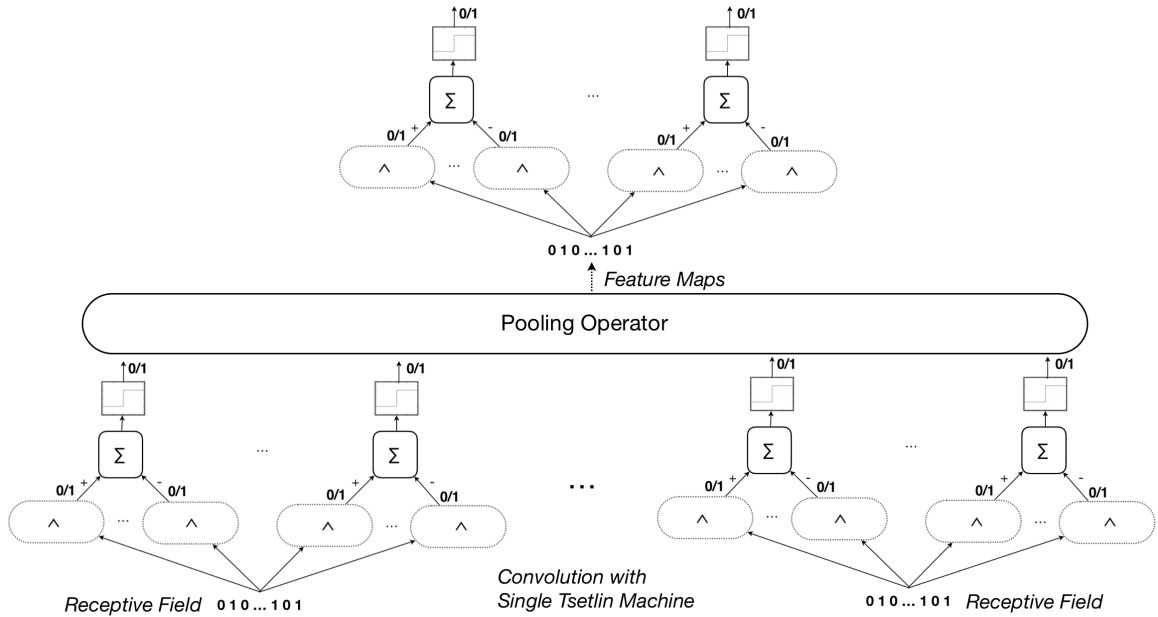 0/1 0/1
Σ ... Σ
+ - + -
0/1 0/1 0/1 0/1
∧ ... ∧ ∧ ... ∧
0 1 0 ... 1 0 1
Feature Maps
Pooling Operator
0/1 0/1 0/1 0/1
Σ ... Σ ... Σ ... Σ
+ - + - + - + -
0/1 0/1 0/1 0/1 0/1 0/1 0/1 0/1
∧ ... ∧ ∧ ... ∧ ∧ ... ∧ ∧ ... ∧
Convolution with
Single Tsetlin Machine
Receptive Field 0 1 0 ... 1 0 1
0 1 0 ... 1 0 1 Receptive Field